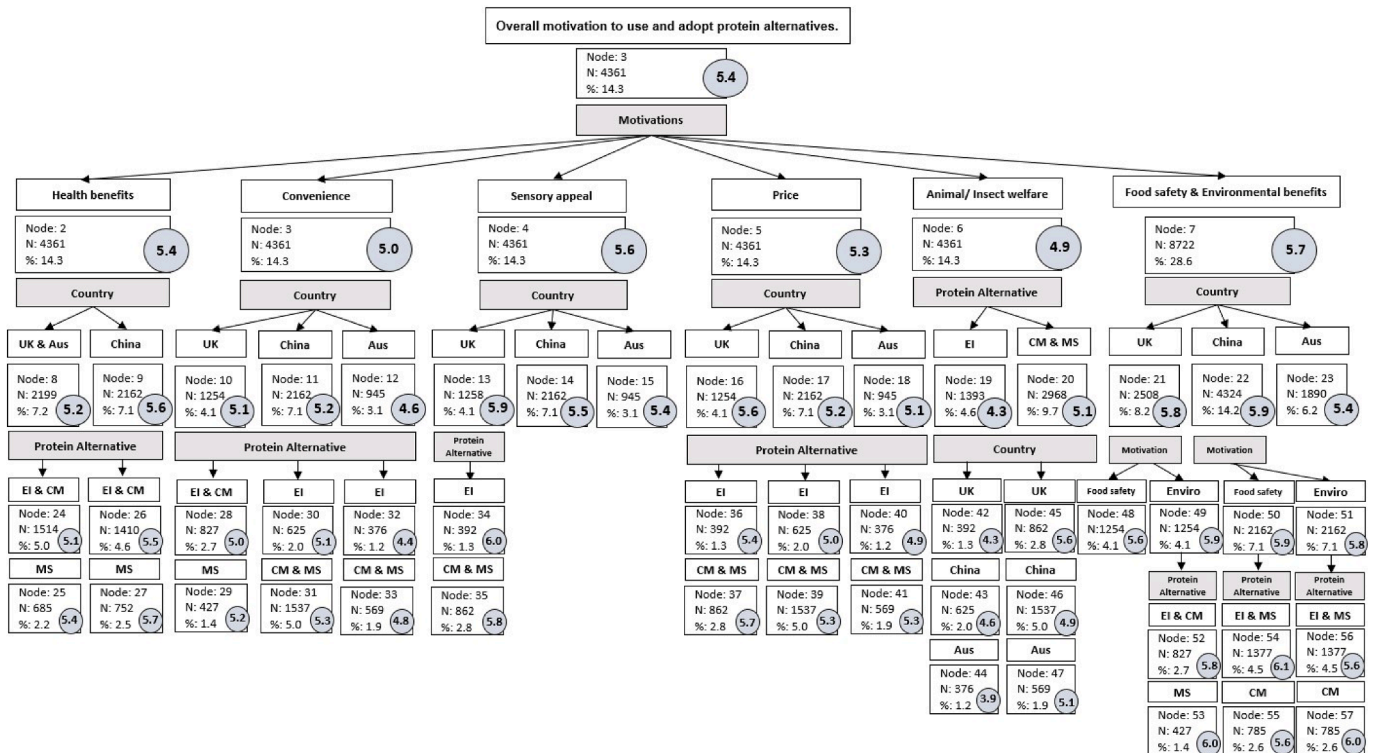 Overall motivation to use and adopt protein alternatives.
Node: 3
N: 4361
%: 14.3
5.4
Motivations
Health benefits
Node: 2
N: 4361
%: 14.3
5.4
Convenience
Node: 3
N: 4361
%: 14.3
5.0
Sensory appeal
Node: 4
N: 4361
%: 14.3
5.6
Price
Node: 5
N: 4361
%: 14.3
5.3
Animal/ Insect welfare
Node: 6
N: 4361
%: 14.3
4.9
Food safety & Environmental benefits
Node: 7
N: 8722
%: 28.6
5.7
Country
Country
Country
Country
Protein Alternative
Country
UK & Aus
Node: 8
N: 2199
%: 7.2
5.2
China
Node: 9
N: 2162
%: 7.1
5.6
UK
Node: 10
N: 1254
%: 4.1
5.1
China
Node: 11
N: 2162
%: 7.1
5.2
Aus
Node: 12
N: 945
%: 3.1
4.6
UK
Node: 13
N: 1258
%: 4.1
5.9
China
Node: 14
N: 2162
%: 7.1
5.5
Aus
Node: 15
N: 945
%: 3.1
5.4
UK
Node: 16
N: 1254
%: 4.1
5.6
China
Node: 17
N: 2162
%: 7.1
5.2
Aus
Node: 18
N: 945
%: 3.1
5.1
EI
Node: 19
N: 1393
%: 4.6
4.3
CM & MS
Node: 20
N: 2968
%: 9.7
5.1
UK
Node: 21
N: 2508
%: 8.2
5.8
China
Node: 22
N: 4324
%: 14.2
5.9
Aus
Node: 23
N: 1890
%: 6.2
5.4
Protein Alternative
Protein Alternative
Protein
Alternative
Protein Alternative
Country
Motivation
Motivation
EI & CM
Node: 24
N: 1514
%: 5.0
5.1
EI & CM
Node: 26
N: 1410
%: 4.6
5.5
EI & CM
Node: 28
N: 827
%: 2.7
5.0
EI
Node: 30
N: 625
%: 2.0
5.1
EI
Node: 32
N: 376
%: 1.2
4.4
EI
Node: 34
N: 392
%: 1.3
6.0
EI
Node: 36
N: 392
%: 1.3
5.4
EI
Node: 38
N: 625
%: 2.0
5.0
EI
Node: 40
N: 376
%: 1.2
4.9
UK
Node: 42
N: 392
%: 1.3
4.3
UK
Node: 45
N: 862
%: 2.8
5.6
Food safety
Node: 48
N:1254
%: 4.1
5.6
Enviro
Node: 49
N: 1254
%: 4.1
5.9
Food safety
Node: 50
N: 2162
%: 7.1
5.9
Enviro
Node: 51
N: 2162
%: 7.1
5.8
MS
Node: 25
N: 685
%: 2.2
5.4
MS
Node: 27
N: 752
%: 2.5
5.7
MS
Node: 29
N: 427
%: 1.4
5.2
CM & MS
Node: 31
N: 1537
%: 5.0
5.3
CM & MS
Node: 33
N: 569
%: 1.9
4.8
CM & MS
Node: 35
N: 862
%: 2.8
5.8
CM & MS
Node: 37
N: 862
%: 2.8
5.7
CM & MS
Node: 39
N: 1537
%: 5.0
5.3
CM & MS
Node: 41
N: 569
%: 1.9
5.3
China
Node: 43
N: 625
%: 2.0
4.6
China
Node: 46
N: 1537
%: 5.0
4.9
Aus
Node: 44
N: 376
%: 1.2
3.9
Aus
Node: 47
N: 569
%: 1.9
5.1
Protein
Alternative
Protein
Alternative
Protein
Alternative
EI & CM
Node: 52
N: 827
%: 2.7
5.8
EI & MS
Node: 54
N: 1377
%: 4.5
6.1
EI & MS
Node: 56
N: 1377
%: 4.5
5.6
MS
Node: 53
N: 427
%: 1.4
6.0
CM
Node: 55
N: 785
%: 2.6
5.6
CM
Node: 57
N: 785
%: 2.6
6.0